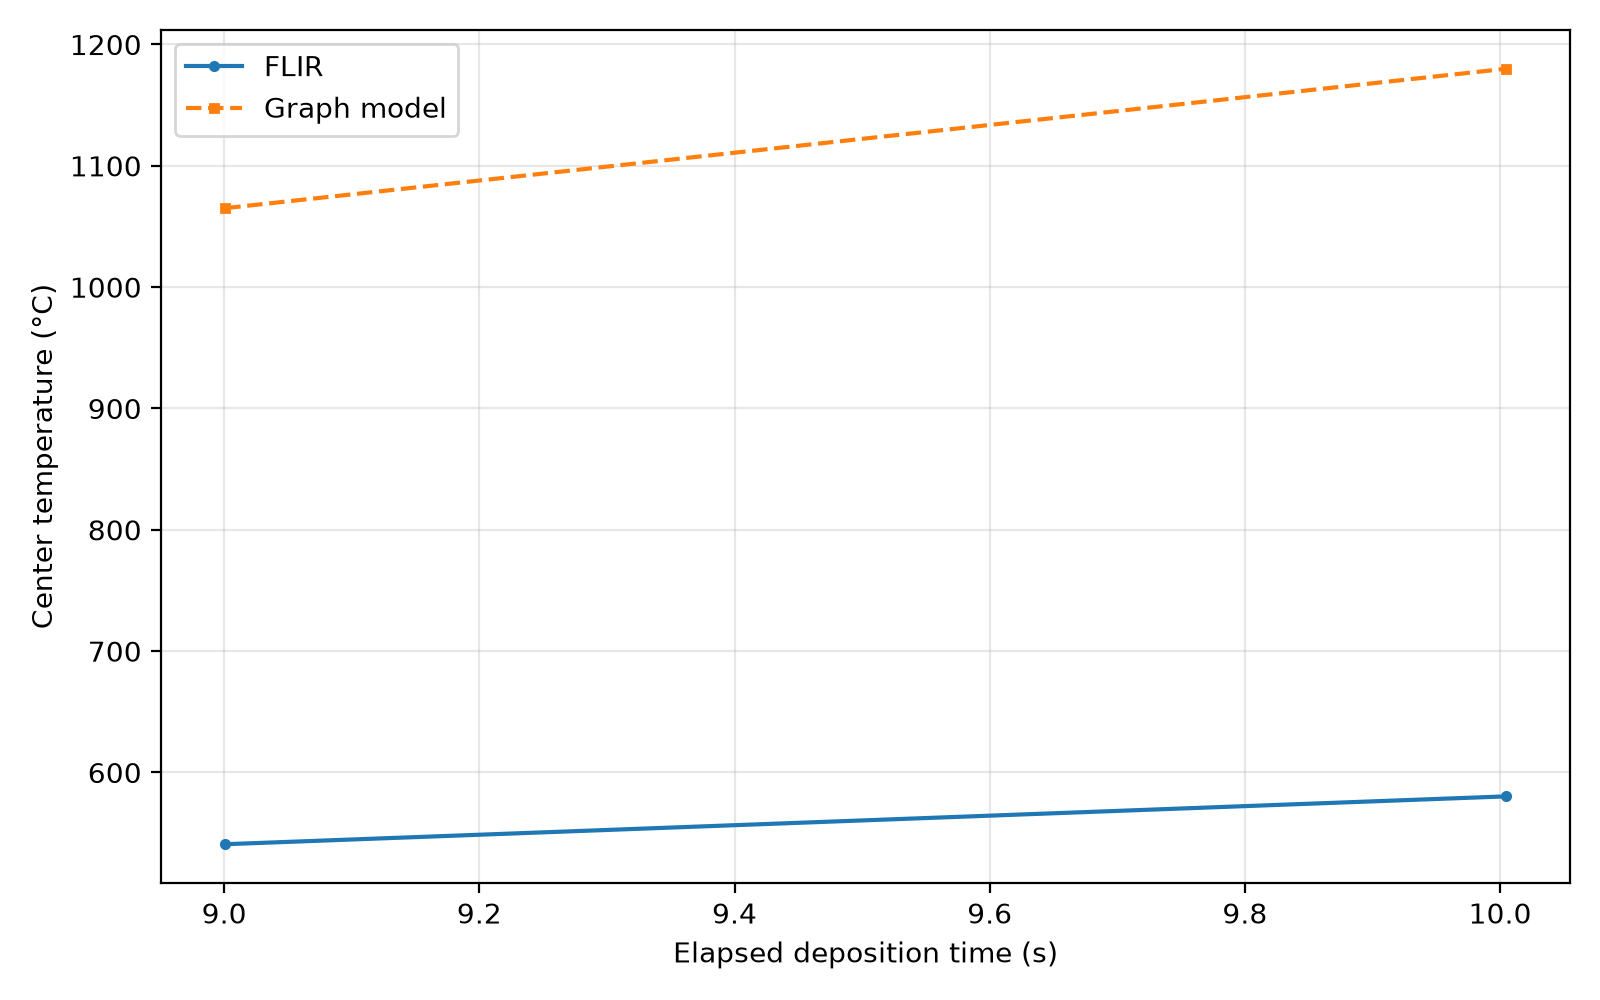 FLIR
Graph model
1200
1100
1000
900
800
700
600
Center temperature (°C)
9.0 9.2 9.4 9.6 9.8 10.0
Elapsed deposition time (s)